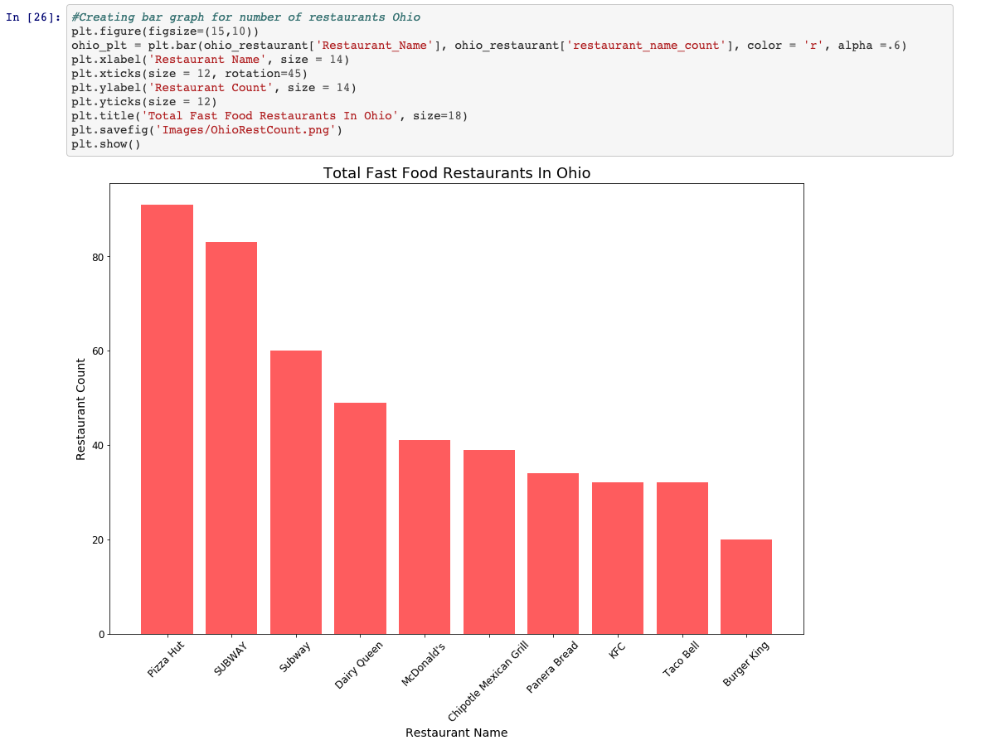 In [26]: #Creating bar graph for number of restaurants Ohio
plt.figure(figsize=(15,10))
ohio_plt = plt.bar(ohio_restaurant['Restaurant_Name'], ohio_restaurant['restaurant_name_count'], color = 'r', alpha =.6)
plt.xlabel('Restaurant Name', size = 14)
plt.xticks(size = 12, rotation=45)
plt.ylabel('Restaurant Count', size = 14)
plt.yticks(size = 12)
plt.title('Total Fast Food Restaurants In Ohio', size=18)
plt.savefig('Images/OhioRestCount.png')
plt.show()
Total Fast Food Restaurants In Ohio
Restaurant Count
80
60
40
20
0
Pizza Hut
SUBWAY
Subway
Dairy Queen
McDonald's
Chipotle Mexican Grill
Panera Bread
KFC
Taco Bell
Burger King
Restaurant Name